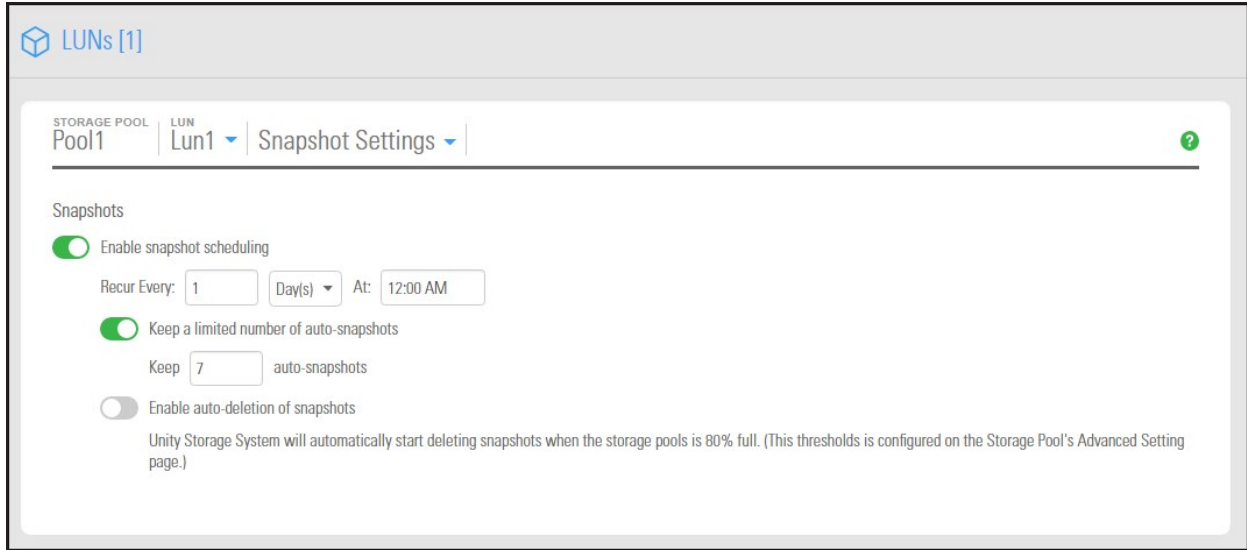 LUNs [1]
STORAGE POOL LUN
Pool1 Lun1 Snapshot Settings ?
Snapshots
Enable snapshot scheduling
Recur Every: 1 Day(s) At: 12:00 AM
Keep a limited number of auto-snapshots
Keep 7 auto-snapshots
Enable auto-deletion of snapshots
Unity Storage System will automatically start deleting snapshots when the storage pools is 80% full. (This thresholds is configured on the Storage Pool's Advanced Setting
page.)